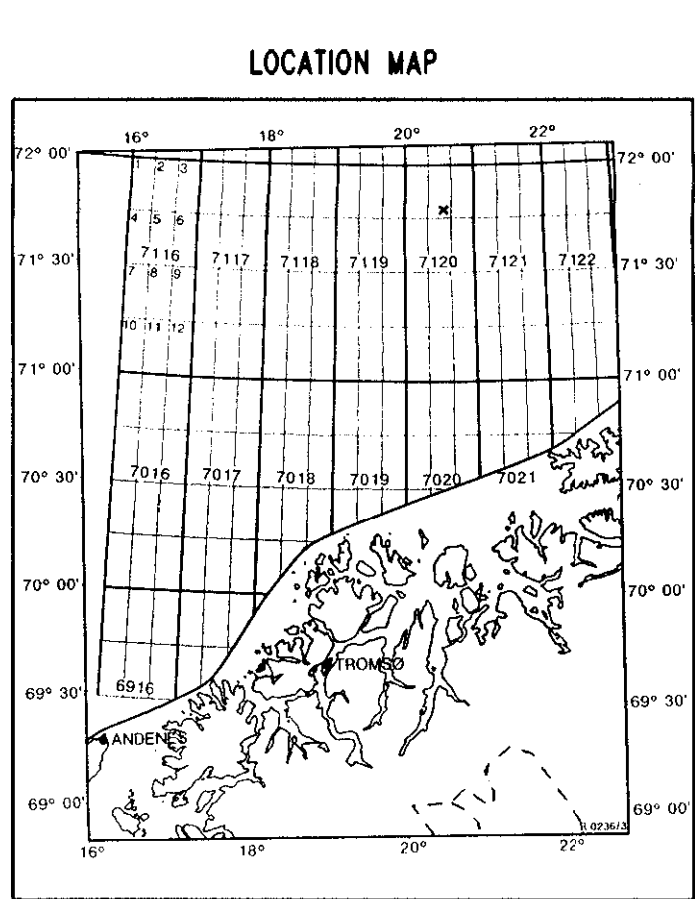 LOCATION MAP
16° 18° 20° 22°
72° 00' 72° 00'
1 2 3
4 5 6
7116 7117 7118 7119 7120 7121 7122
71° 30' 71° 30'
7 8 9
10 11 12
71° 00' 71° 00'
70° 30' 7016 7017 7018 7019 7020 7021 70° 30'
70° 00' 70° 00'
TROMSØ
69° 30' 6916 69° 30'
ANDENES
69° 00' 69° 00'
R 0236/3
16° 18° 20° 22°